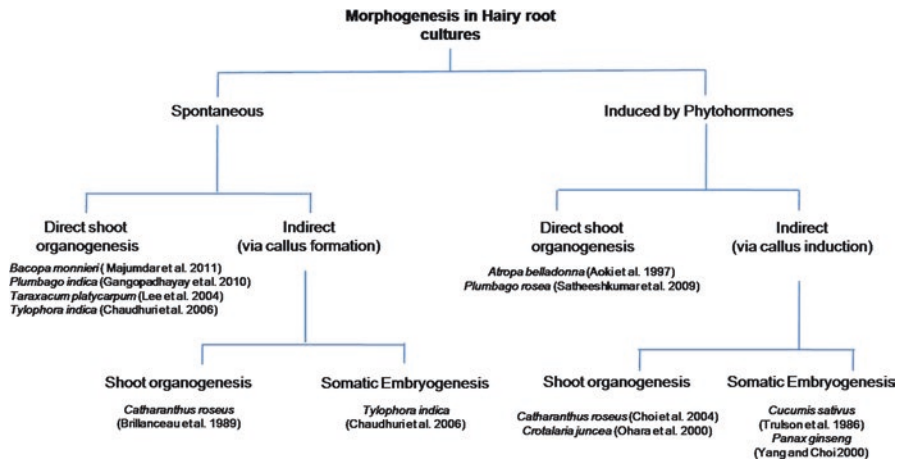 Morphogenesis in Hairy root
cultures
Spontaneous
Induced by Phytohormones
Direct shoot
organogenesis
Bacopa monnieri (Majumdar et al. 2011)
Plumbago indica (Gangopadhayay et al. 2010)
Taraxacum platycarpum (Lee et al. 2004)
Tylophora indica (Chaudhuri et al. 2006)
Indirect
(via callus formation)
Direct shoot
organogenesis
Atropa belladonna (Aoki et al. 1997)
Plumbago rosea (Satheeshkumar et al. 2009)
Indirect
(via callus induction)
Shoot organogenesis
Catharanthus roseus
(Brillanceau et al. 1989)
Somatic Embryogenesis
Tylophora indica
(Chaudhuri et al. 2006)
Shoot organogenesis
Catharanthus roseus (Choi et al. 2004)
Crotalaria juncea (Ohara et al. 2000)
Somatic Embryogenesis
Cucumis sativus
(Trulson et al. 1986)
Panax ginseng
(Yang and Choi 2000)